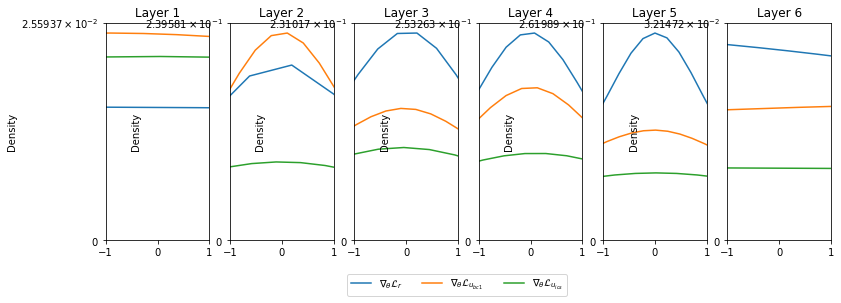 Layer 1 Layer 2 Layer 3 Layer 4 Layer 5 Layer 6
2.55937 × 10⁻² 2.39581 × 10⁻¹ 2.31017 × 10⁻¹ 2.53263 × 10⁻¹ 2.61989 × 10⁻¹ 3.21472 × 10⁻²
Density Density Density Density Density Density
0 0 0 0 0 0
−1 0 1 −1 0 1 −1 0 1 −1 0 1 −1 0 1 −1 0 1
∇θℒr ∇θℒu_bc1 ∇θℒu_ics